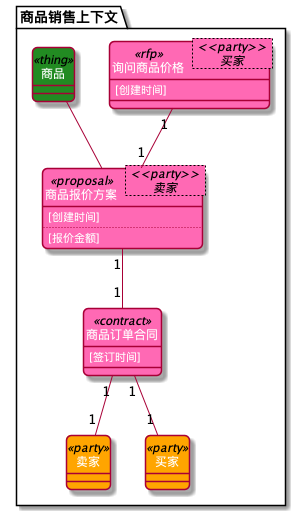 商品销售上下文
«thing»
商品
«rfp»
询问商品价格
<<party>>
买家
[创建时间]
1
1
«proposal»
商品报价方案
<<party>>
卖家
[创建时间]
[报价金额]
1
1
«contract»
商品订单合同
[签订时间]
1 1
1 1
«party»
卖家
«party»
买家